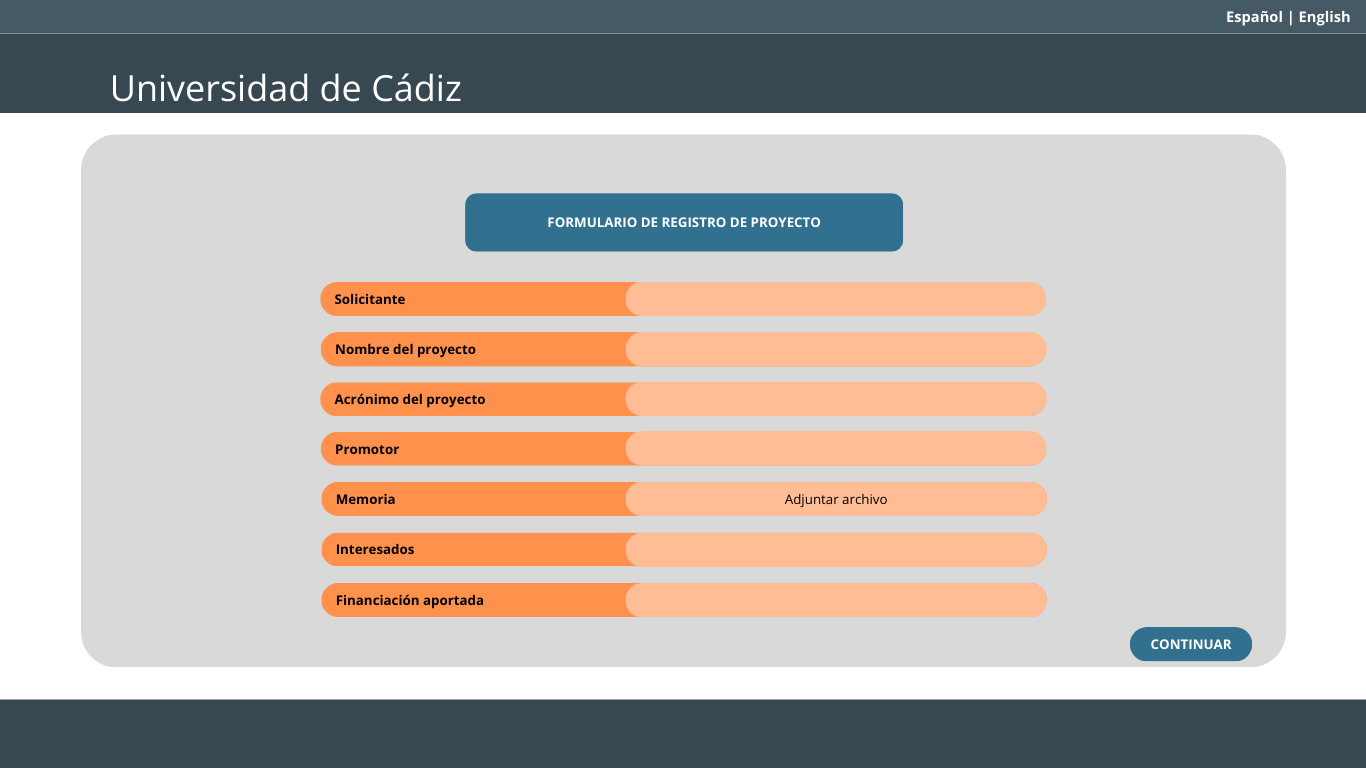 Español | English
Universidad de Cádiz
FORMULARIO DE REGISTRO DE PROYECTO
Solicitante
Nombre del proyecto
Acrónimo del proyecto
Promotor
Memoria Adjuntar archivo
Interesados
Financiación aportada
CONTINUAR